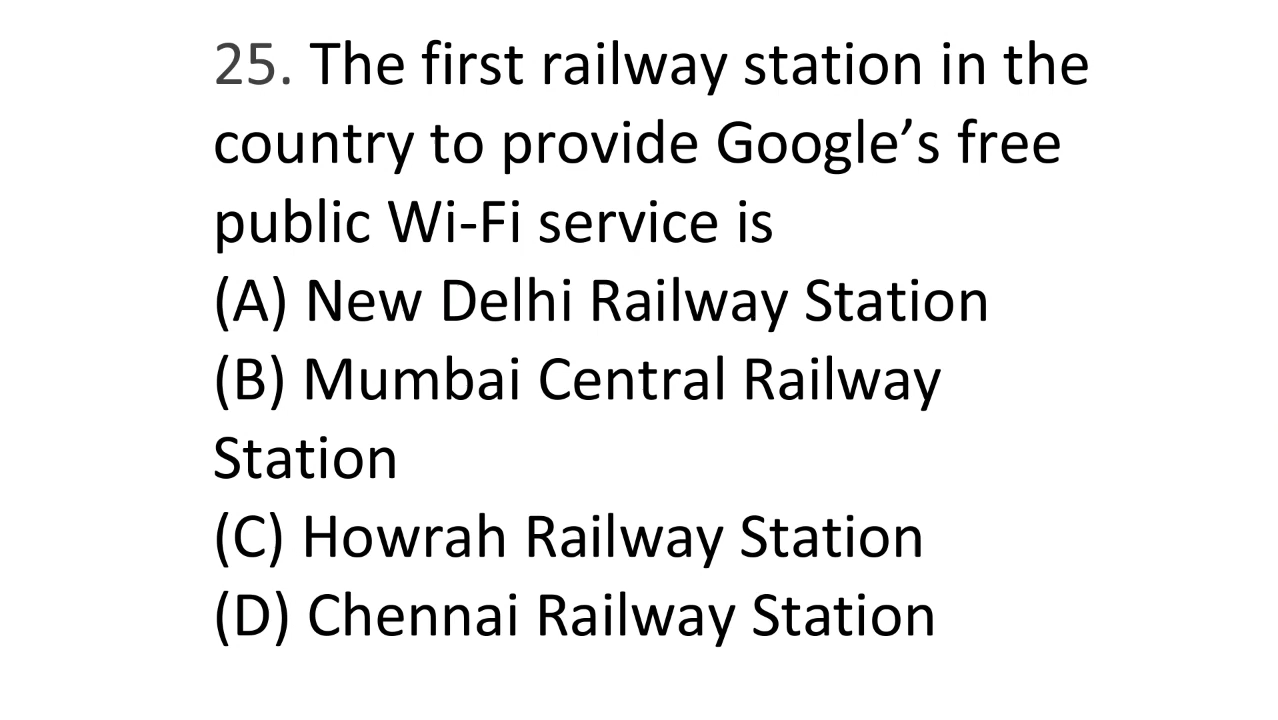 25. The first railway station in the
country to provide Google’s free
public Wi-Fi service is
(A) New Delhi Railway Station
(B) Mumbai Central Railway
Station
(C) Howrah Railway Station
(D) Chennai Railway Station